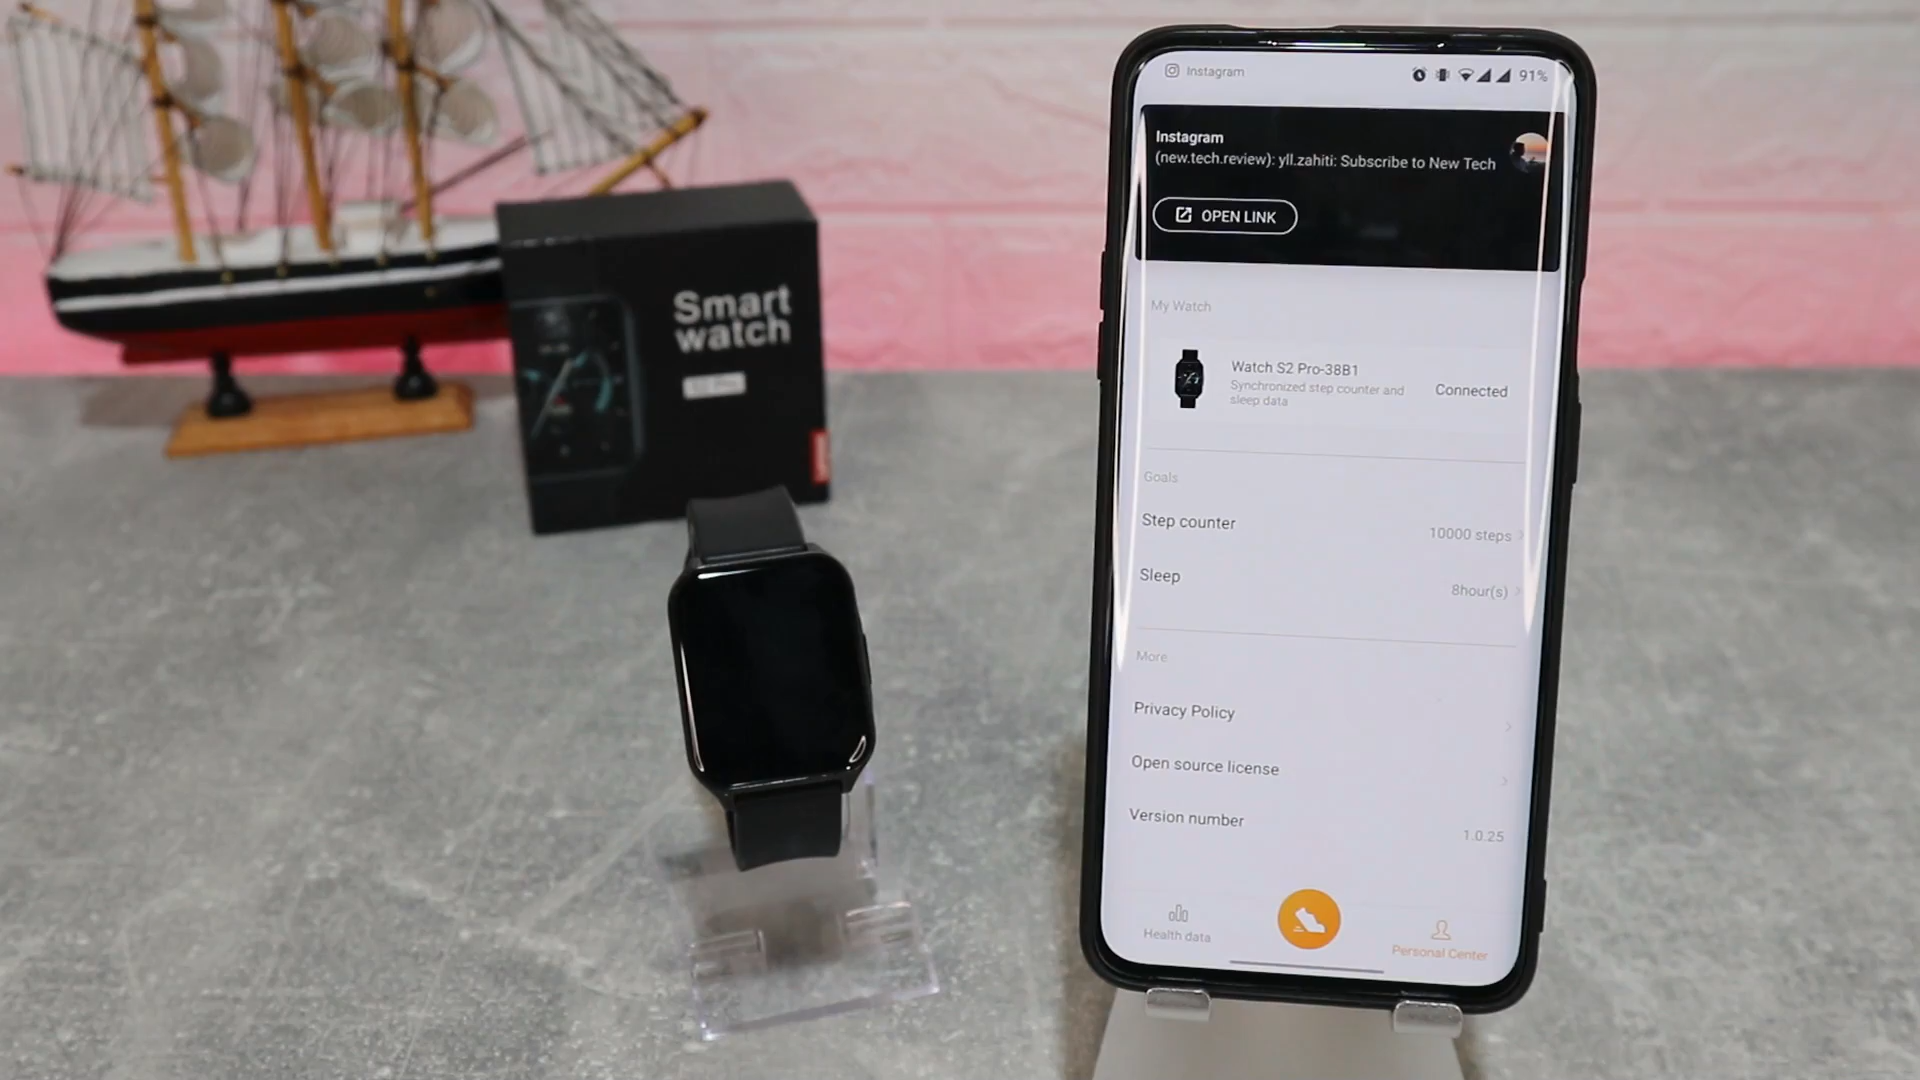 Smart
watch
Instagram
91%
Instagram
(new.tech.review): yll.zahiti: Subscribe to New Tech
OPEN LINK
My Watch
Watch S2 Pro-38B1
Synchronized step counter and
sleep data
Connected
Goals
Step counter
10000 steps
Sleep
8hour(s)
More
Privacy Policy
Open source license
Version number
1.0.25
Health data
Personal Center